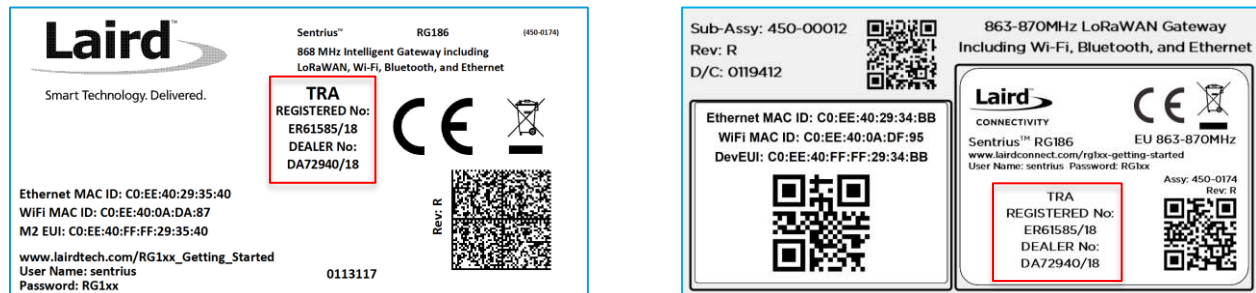 Laird™
Smart Technology. Delivered.
Sentrius™ RG186 (450-0174)
868 MHz Intelligent Gateway including
LoRaWAN, Wi-Fi, Bluetooth, and Ethernet
TRA
REGISTERED No:
ER61585/18
DEALER No:
DA72940/18
CE
Ethernet MAC ID: C0:EE:40:29:35:40
WiFi MAC ID: C0:EE:40:0A:DA:87
M2 EUI: C0:EE:40:FF:FF:29:35:40
www.lairdtech.com/RG1xx_Getting_Started
User Name: sentrius
Password: RG1xx
0113117
Rev: R
Sub-Assy: 450-00012
Rev: R
D/C: 0119412
Ethernet MAC ID: C0:EE:40:29:34:BB
WiFi MAC ID: C0:EE:40:0A:DF:95
DevEUI: C0:EE:40:FF:FF:29:34:BB
863-870MHz LoRaWAN Gateway
Including Wi-Fi, Bluetooth, and Ethernet
Laird
CONNECTIVITY
CE
Sentrius™ RG186
EU 863-870MHz
www.lairdconnect.com/rg1xx-getting-started
User Name: sentrius Password: RG1xx
Assy: 450-0174
Rev: R
TRA
REGISTERED No:
ER61585/18
DEALER No:
DA72940/18